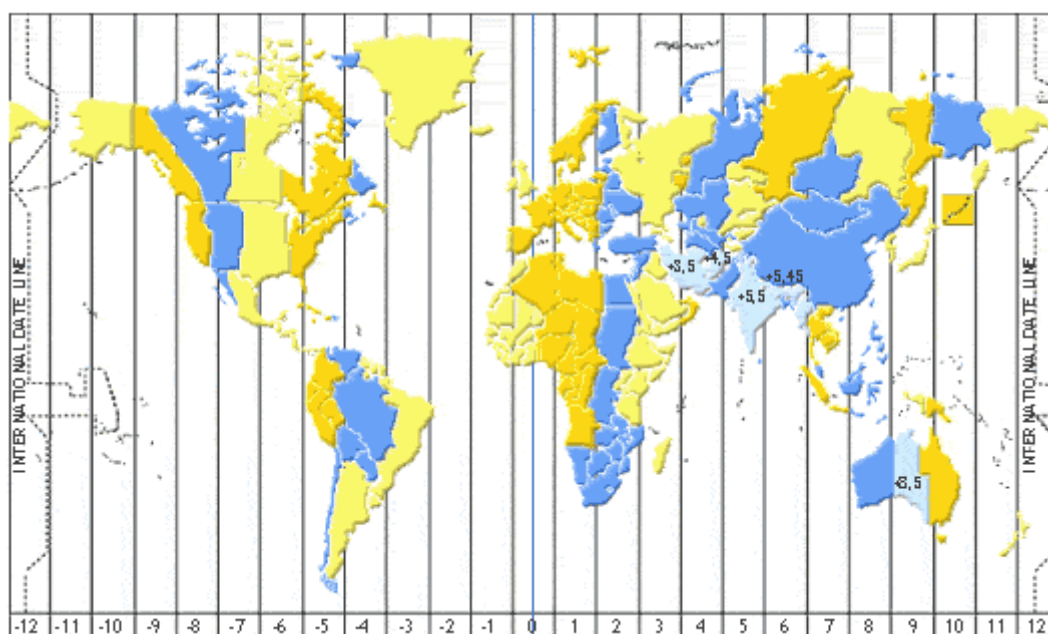 INTERNATIONAL DATE LINE
INTERNATIONAL DATE LINE
+3,5
+4,5
+5,45
+5,5
+8,5
-12 -11 -10 -9 -8 -7 -6 -5 -4 -3 -2 -1 0 1 2 3 4 5 6 7 8 9 10 11 12